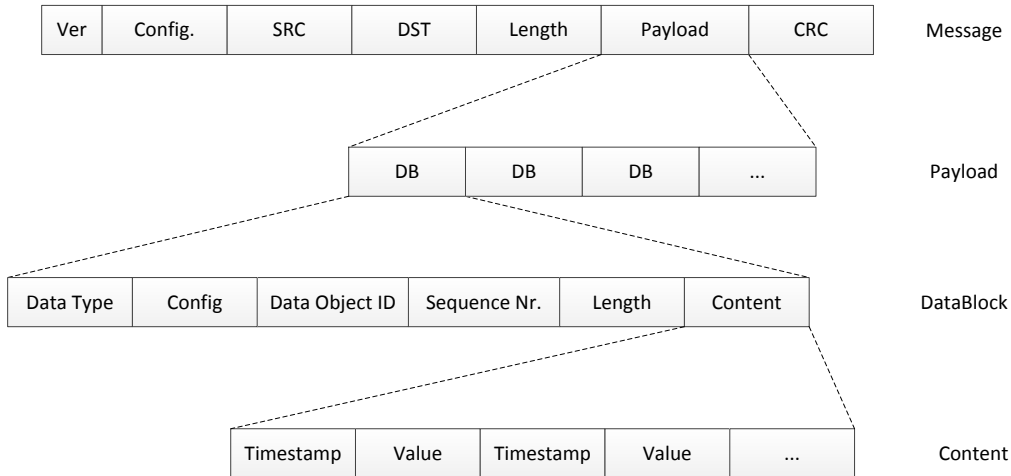 Ver Config. SRC DST Length Payload CRC Message
DB DB DB ... Payload
Data Type Config Data Object ID Sequence Nr. Length Content DataBlock
Timestamp Value Timestamp Value ... Content